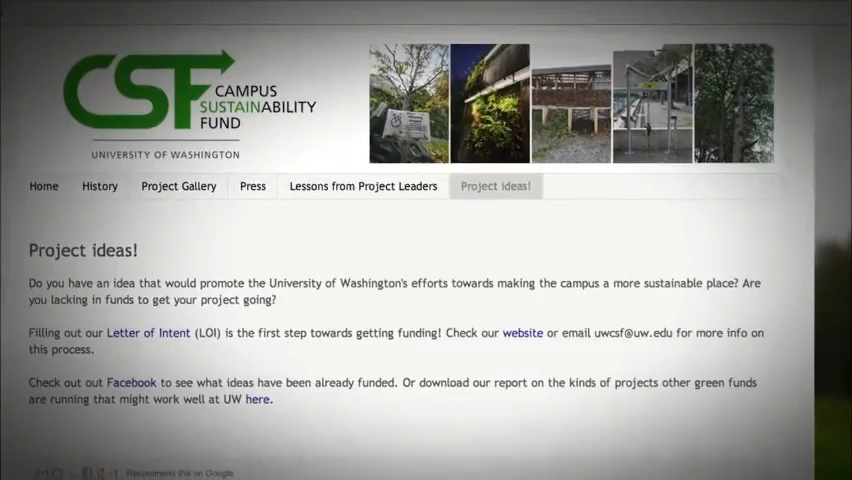 CSF CAMPUS
SUSTAINABILITY
FUND
UNIVERSITY OF WASHINGTON
Home History Project Gallery Press Lessons from Project Leaders Project ideas!
Project ideas!
Do you have an idea that would promote the University of Washington's efforts towards making the campus a more sustainable place? Are
you lacking in funds to get your project going?
Filling out our Letter of Intent (LOI) is the first step towards getting funding! Check our website or email uwcsf@uw.edu for more info on
this process.
Check out out Facebook to see what ideas have been already funded. Or download our report on the kinds of projects other green funds
are running that might work well at UW here.
Recommend this on Google